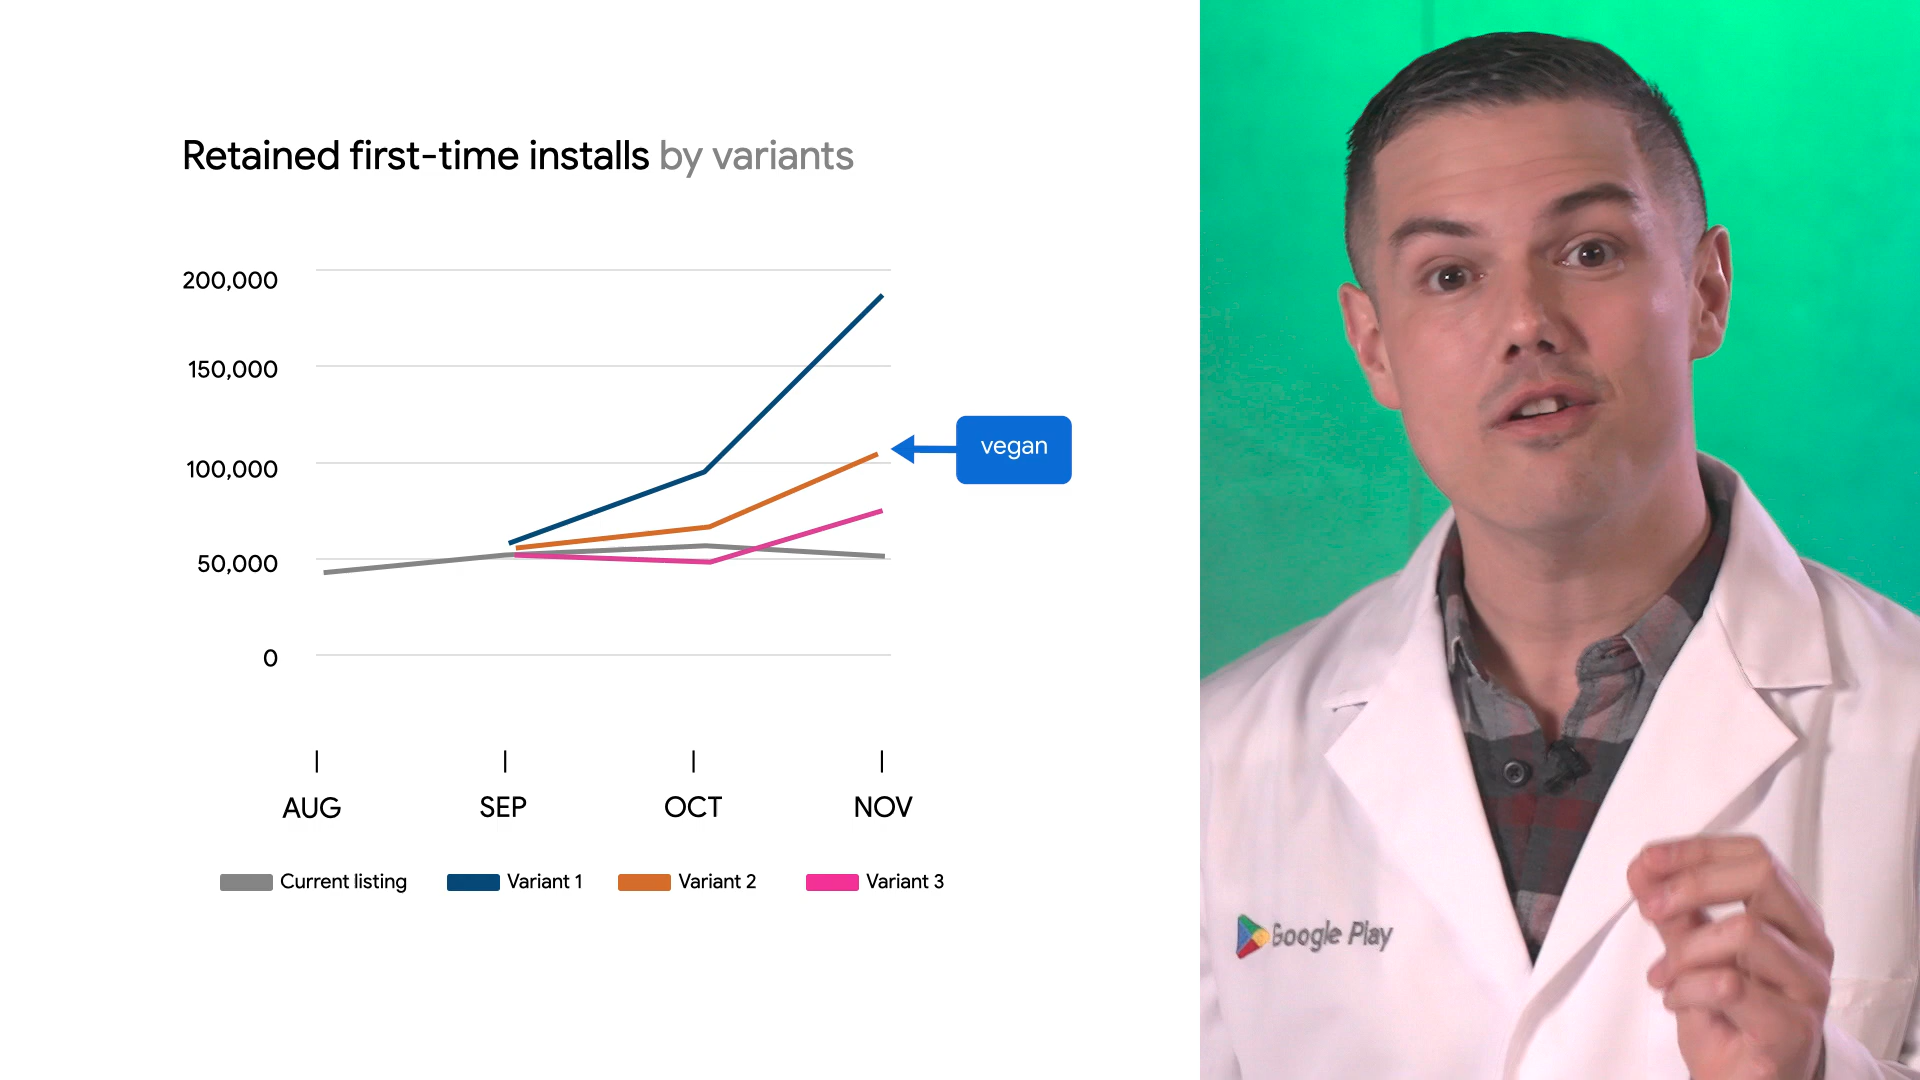 Retained first-time installs by variants
200,000
150,000
100,000
50,000
0
vegan
AUG SEP OCT NOV
Current listing Variant 1 Variant 2 Variant 3
Google Play